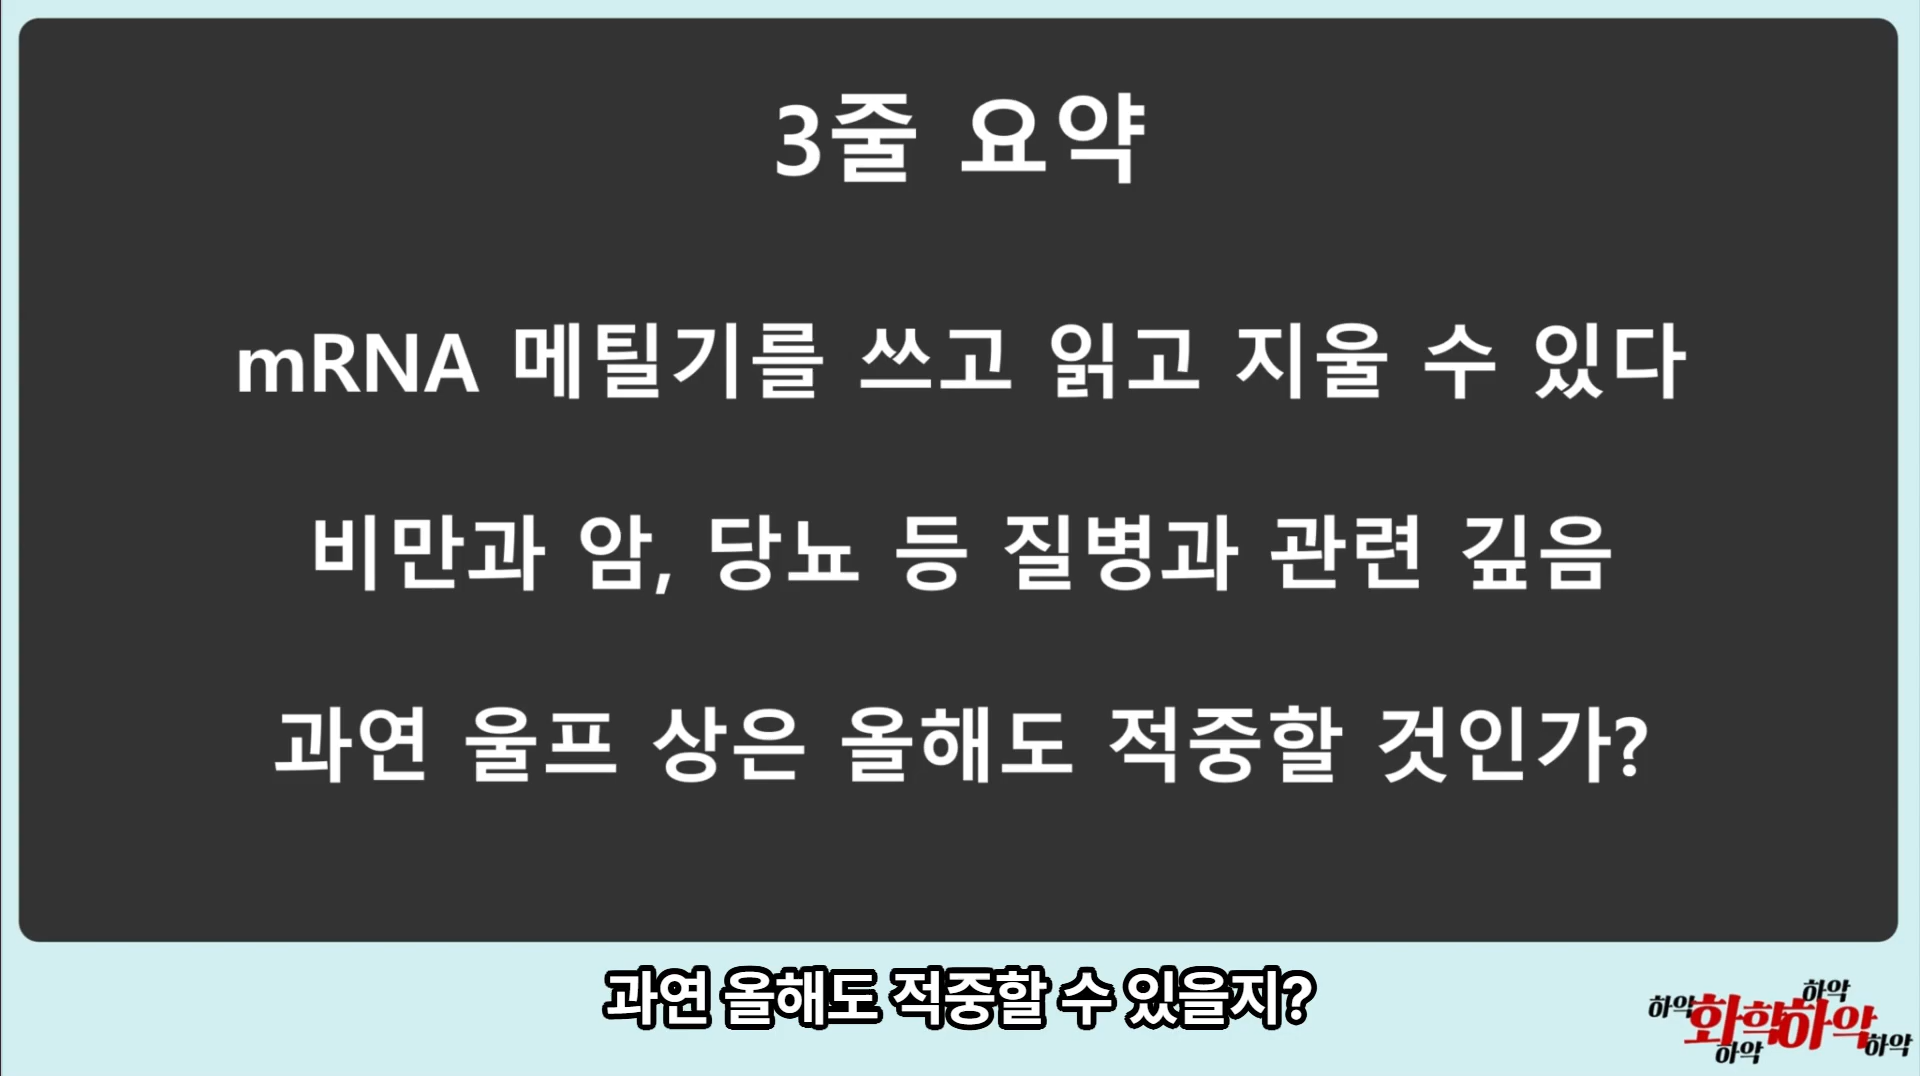 3줄 요약
mRNA 메틸기를 쓰고 읽고 지울 수 있다
비만과 암, 당뇨 등 질병과 관련 깊음
과연 울프 상은 올해도 적중할 것인가?
과연 올해도 적중할 수 있을지?
하약
하약
화학하약
하약
하약